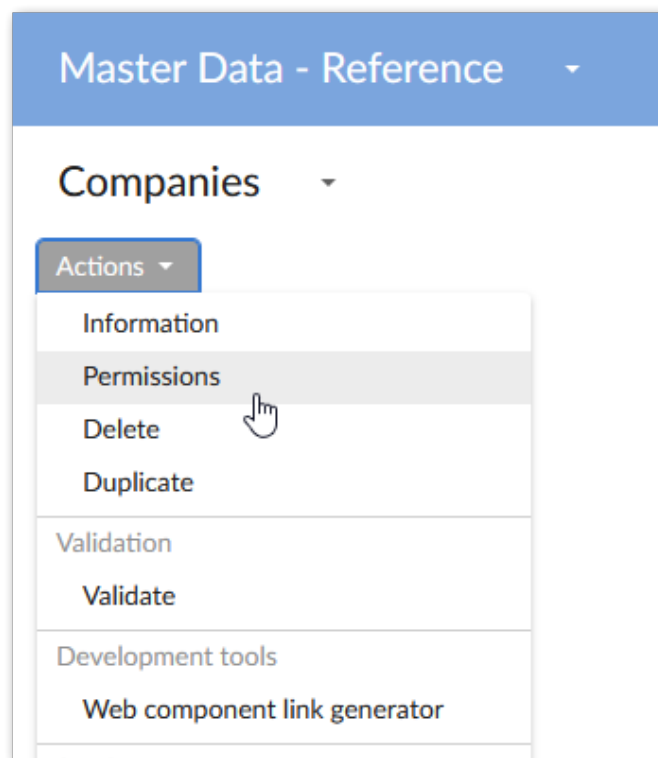 Master Data - Reference
Companies
Actions
Information
Permissions
Delete
Duplicate
Validation
Validate
Development tools
Web component link generator